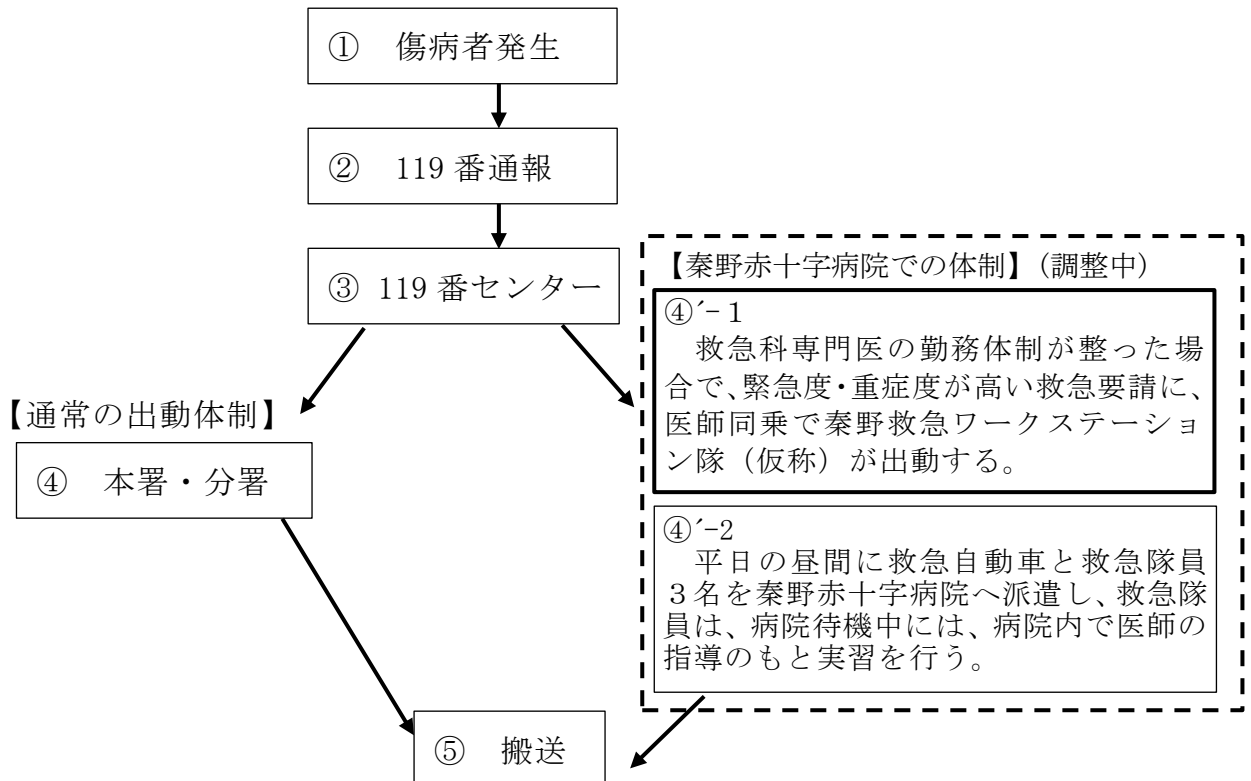 ① 傷病者発生
② 119番通報
③ 119番センター
【秦野赤十字病院での体制】(調整中)
④´-1
救急科専門医の勤務体制が整った場
合で、緊急度・重症度が高い救急要請に、
医師同乗で秦野救急ワークステーショ
ン隊(仮称)が出動する。
【通常の出動体制】
④ 本署・分署
④´-2
平日の昼間に救急自動車と救急隊員
3名を秦野赤十字病院へ派遣し、救急隊
員は、病院待機中には、病院内で医師の
指導のもと実習を行う。
⑤ 搬送